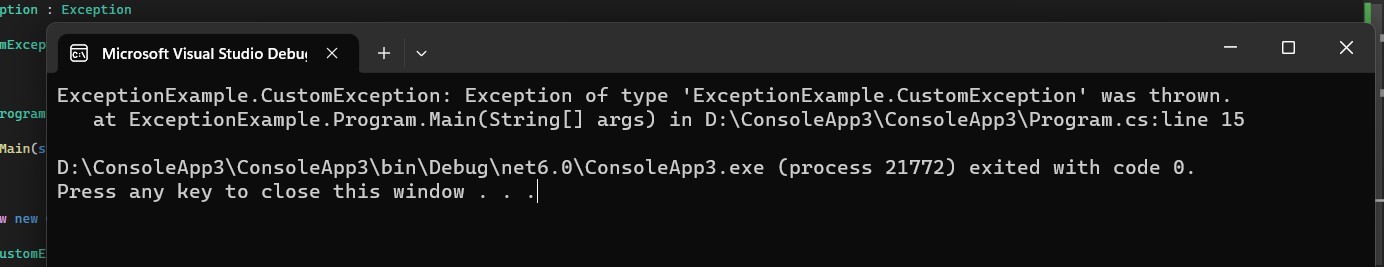 ption : Exception
Microsoft Visual Studio Debu
mExcep
ExceptionExample.CustomException: Exception of type 'ExceptionExample.CustomException' was thrown.
rogram
at ExceptionExample.Program.Main(String[] args) in D:\ConsoleApp3\ConsoleApp3\Program.cs:line 15
Main(s
D:\ConsoleApp3\ConsoleApp3\bin\Debug\net6.0\ConsoleApp3.exe (process 21772) exited with code 0.
Press any key to close this window . . .
w new
ustomE